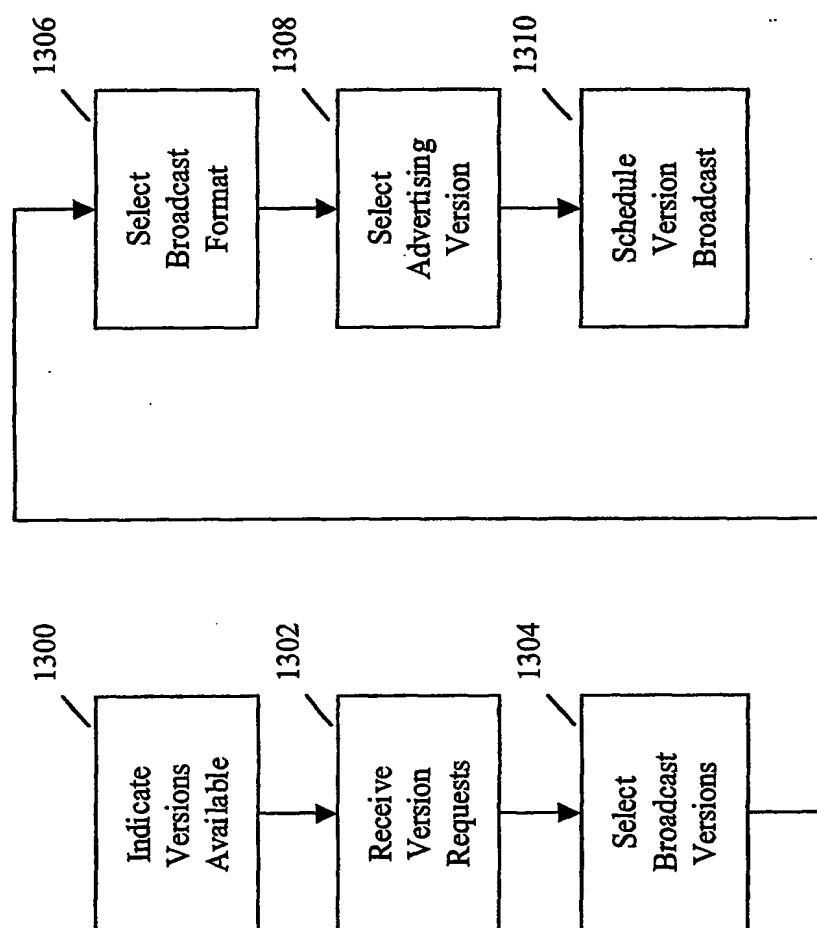 1300
Indicate
Versions
Available
1302
Receive
Version
Requests
1304
Select
Broadcast
Versions
1306
Select
Broadcast
Format
1308
Select
Advertising
Version
1310
Schedule
Version
Broadcast